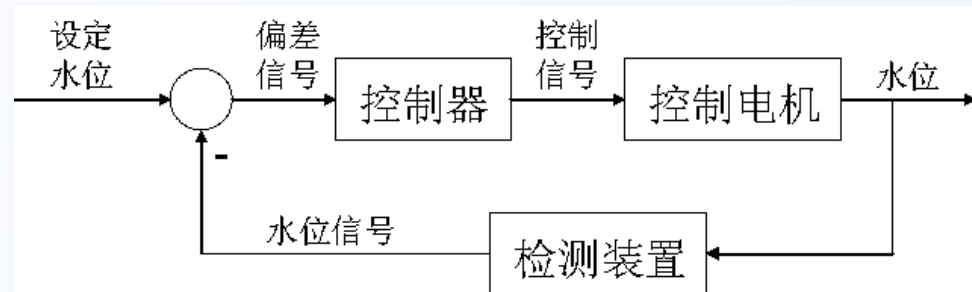 设定
水位
偏差
信号
控制器
控制
信号
控制电机
水位
-
水位信号
检测装置